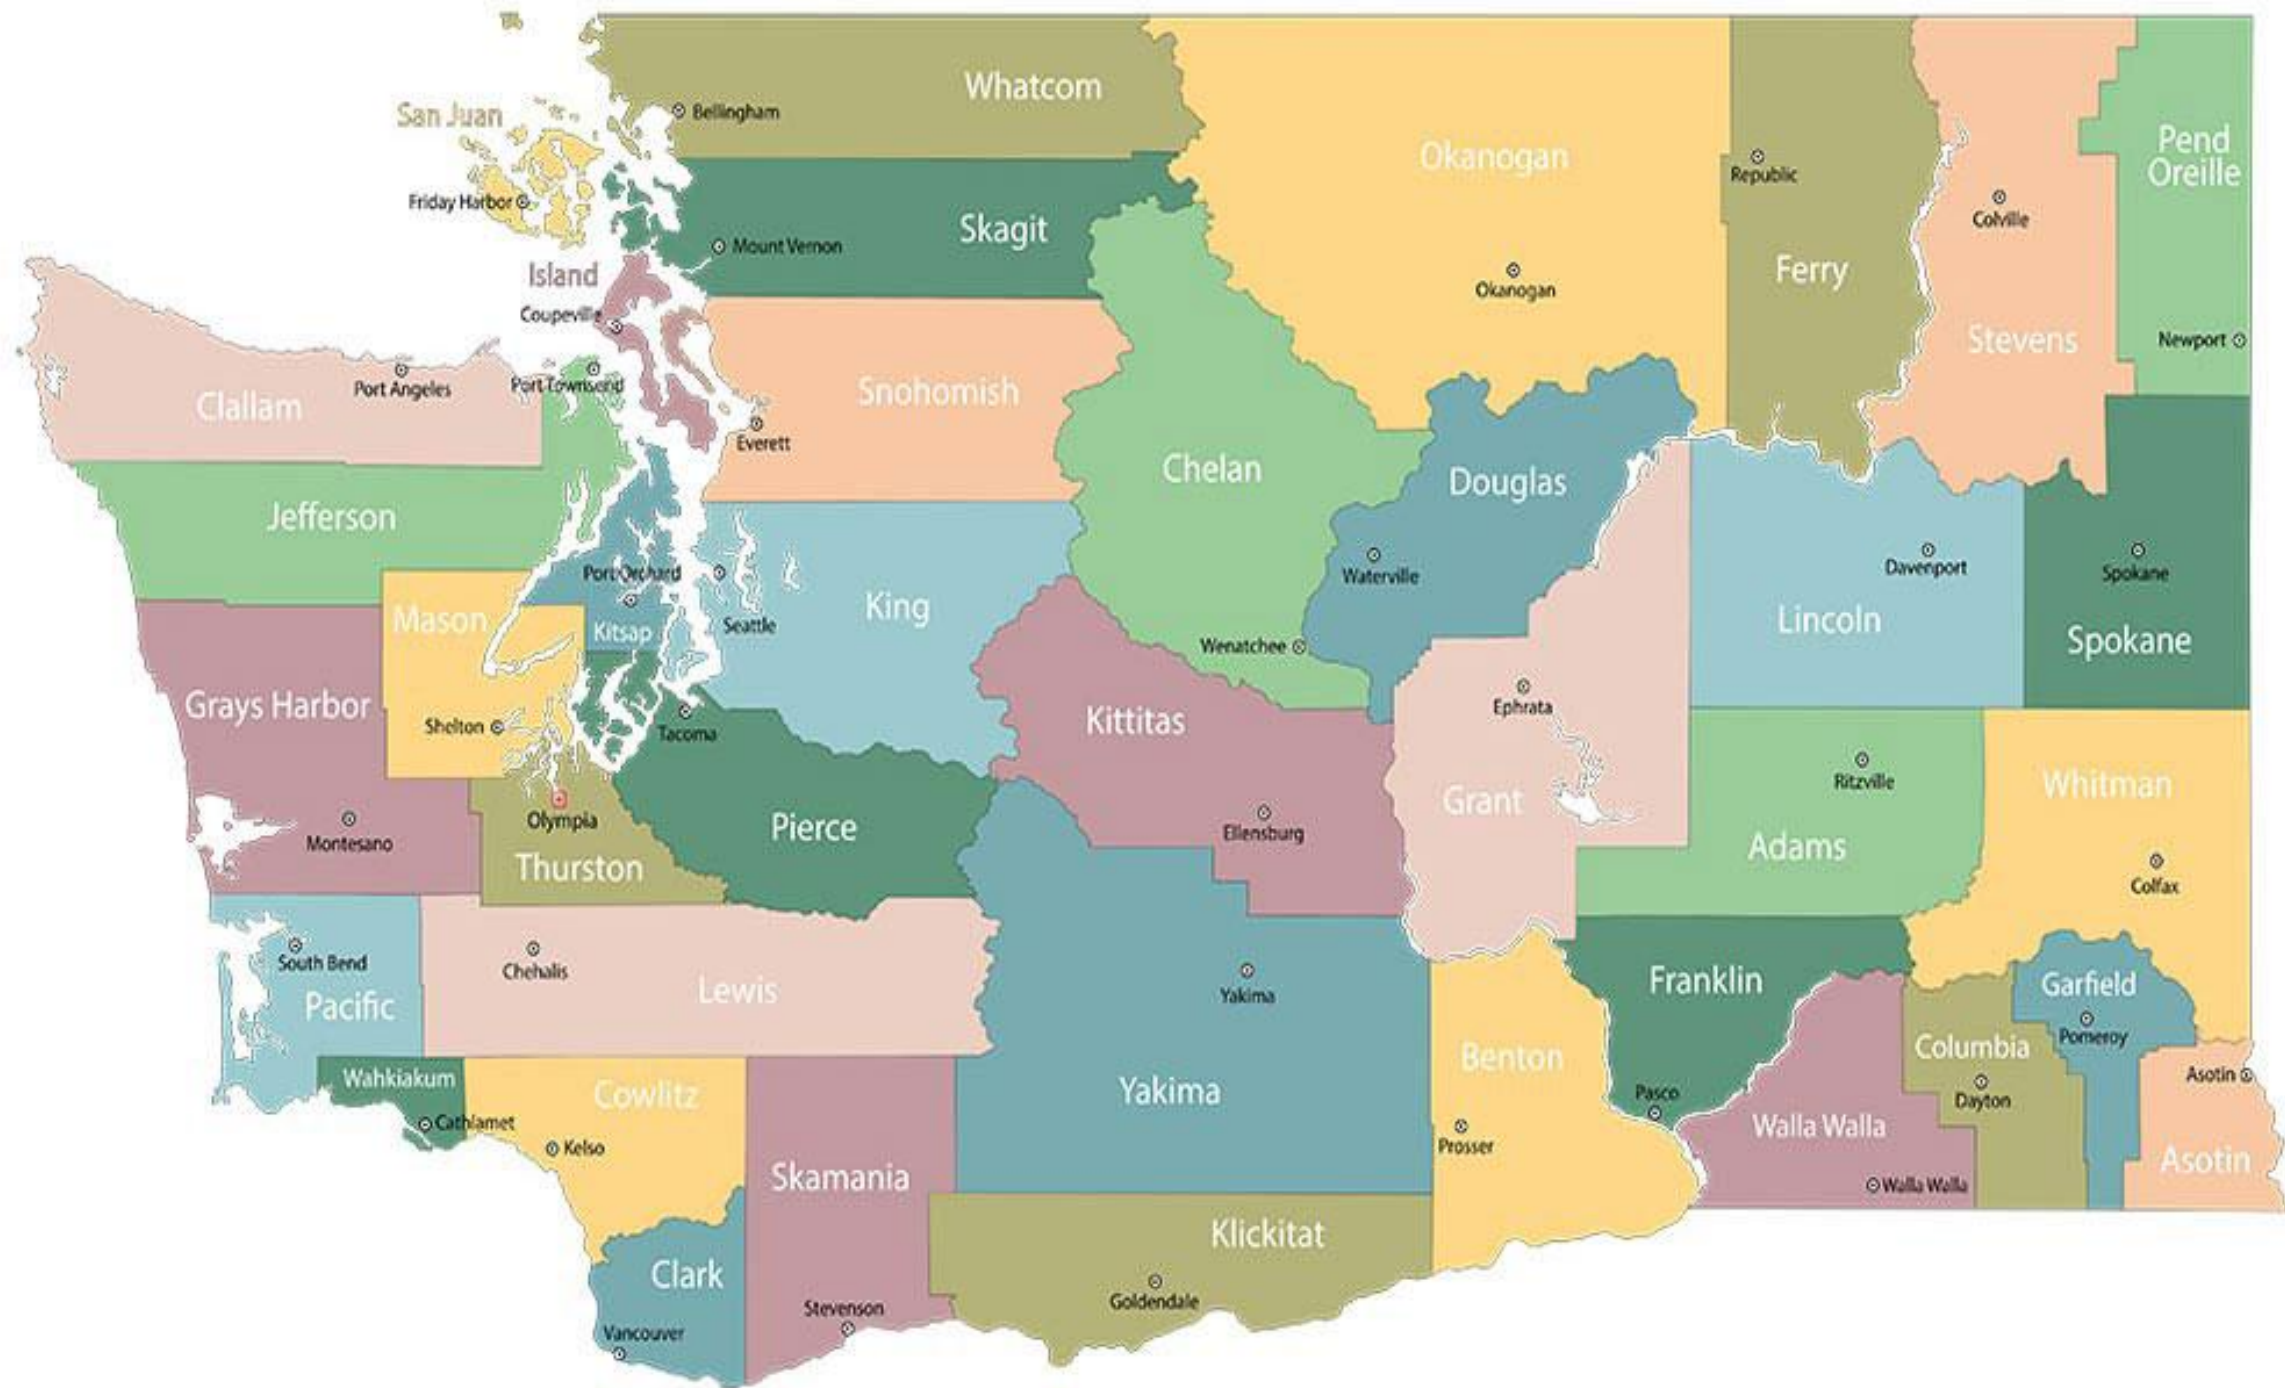 Whatcom
Bellingham
San Juan
Friday Harbor
Okanogan
Okanogan
Republic
Ferry
Colville
Stevens
Pend
Oreille
Newport
Skagit
Mount Vernon
Island
Coupeville
Clallam
Port Angeles
Port Townsend
Snohomish
Everett
Chelan
Wenatchee
Douglas
Waterville
Jefferson
Port Orchard
Kitsap
Seattle
King
Mason
Shelton
Lincoln
Davenport
Spokane
Spokane
Grays Harbor
Montesano
Tacoma
Pierce
Olympia
Thurston
Kittitas
Ellensburg
Ephrata
Grant
Ritzville
Adams
Whitman
Colfax
South Bend
Pacific
Chehalis
Lewis
Yakima
Yakima
Franklin
Pasco
Benton
Prosser
Garfield
Pomeroy
Columbia
Dayton
Asotin
Asotin
Walla Walla
Walla Walla
Wahkiakum
Cathlamet
Cowlitz
Kelso
Skamania
Stevenson
Klickitat
Goldendale
Clark
Vancouver